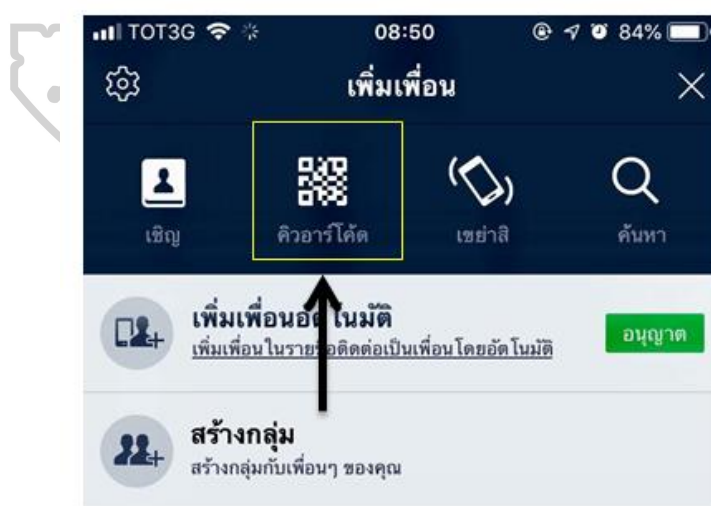 TOT3G 08:50 84%
เพิ่มเพื่อน
เชิญ คิวอาร์โค้ด เขย่าสิ ค้นหา
เพิ่มเพื่อนอัตโนมัติ
เพิ่มเพื่อนในรายชื่อติดต่อเป็นเพื่อนโดยอัตโนมัติ
อนุญาต
สร้างกลุ่ม
สร้างกลุ่มกับเพื่อนๆ ของคุณ